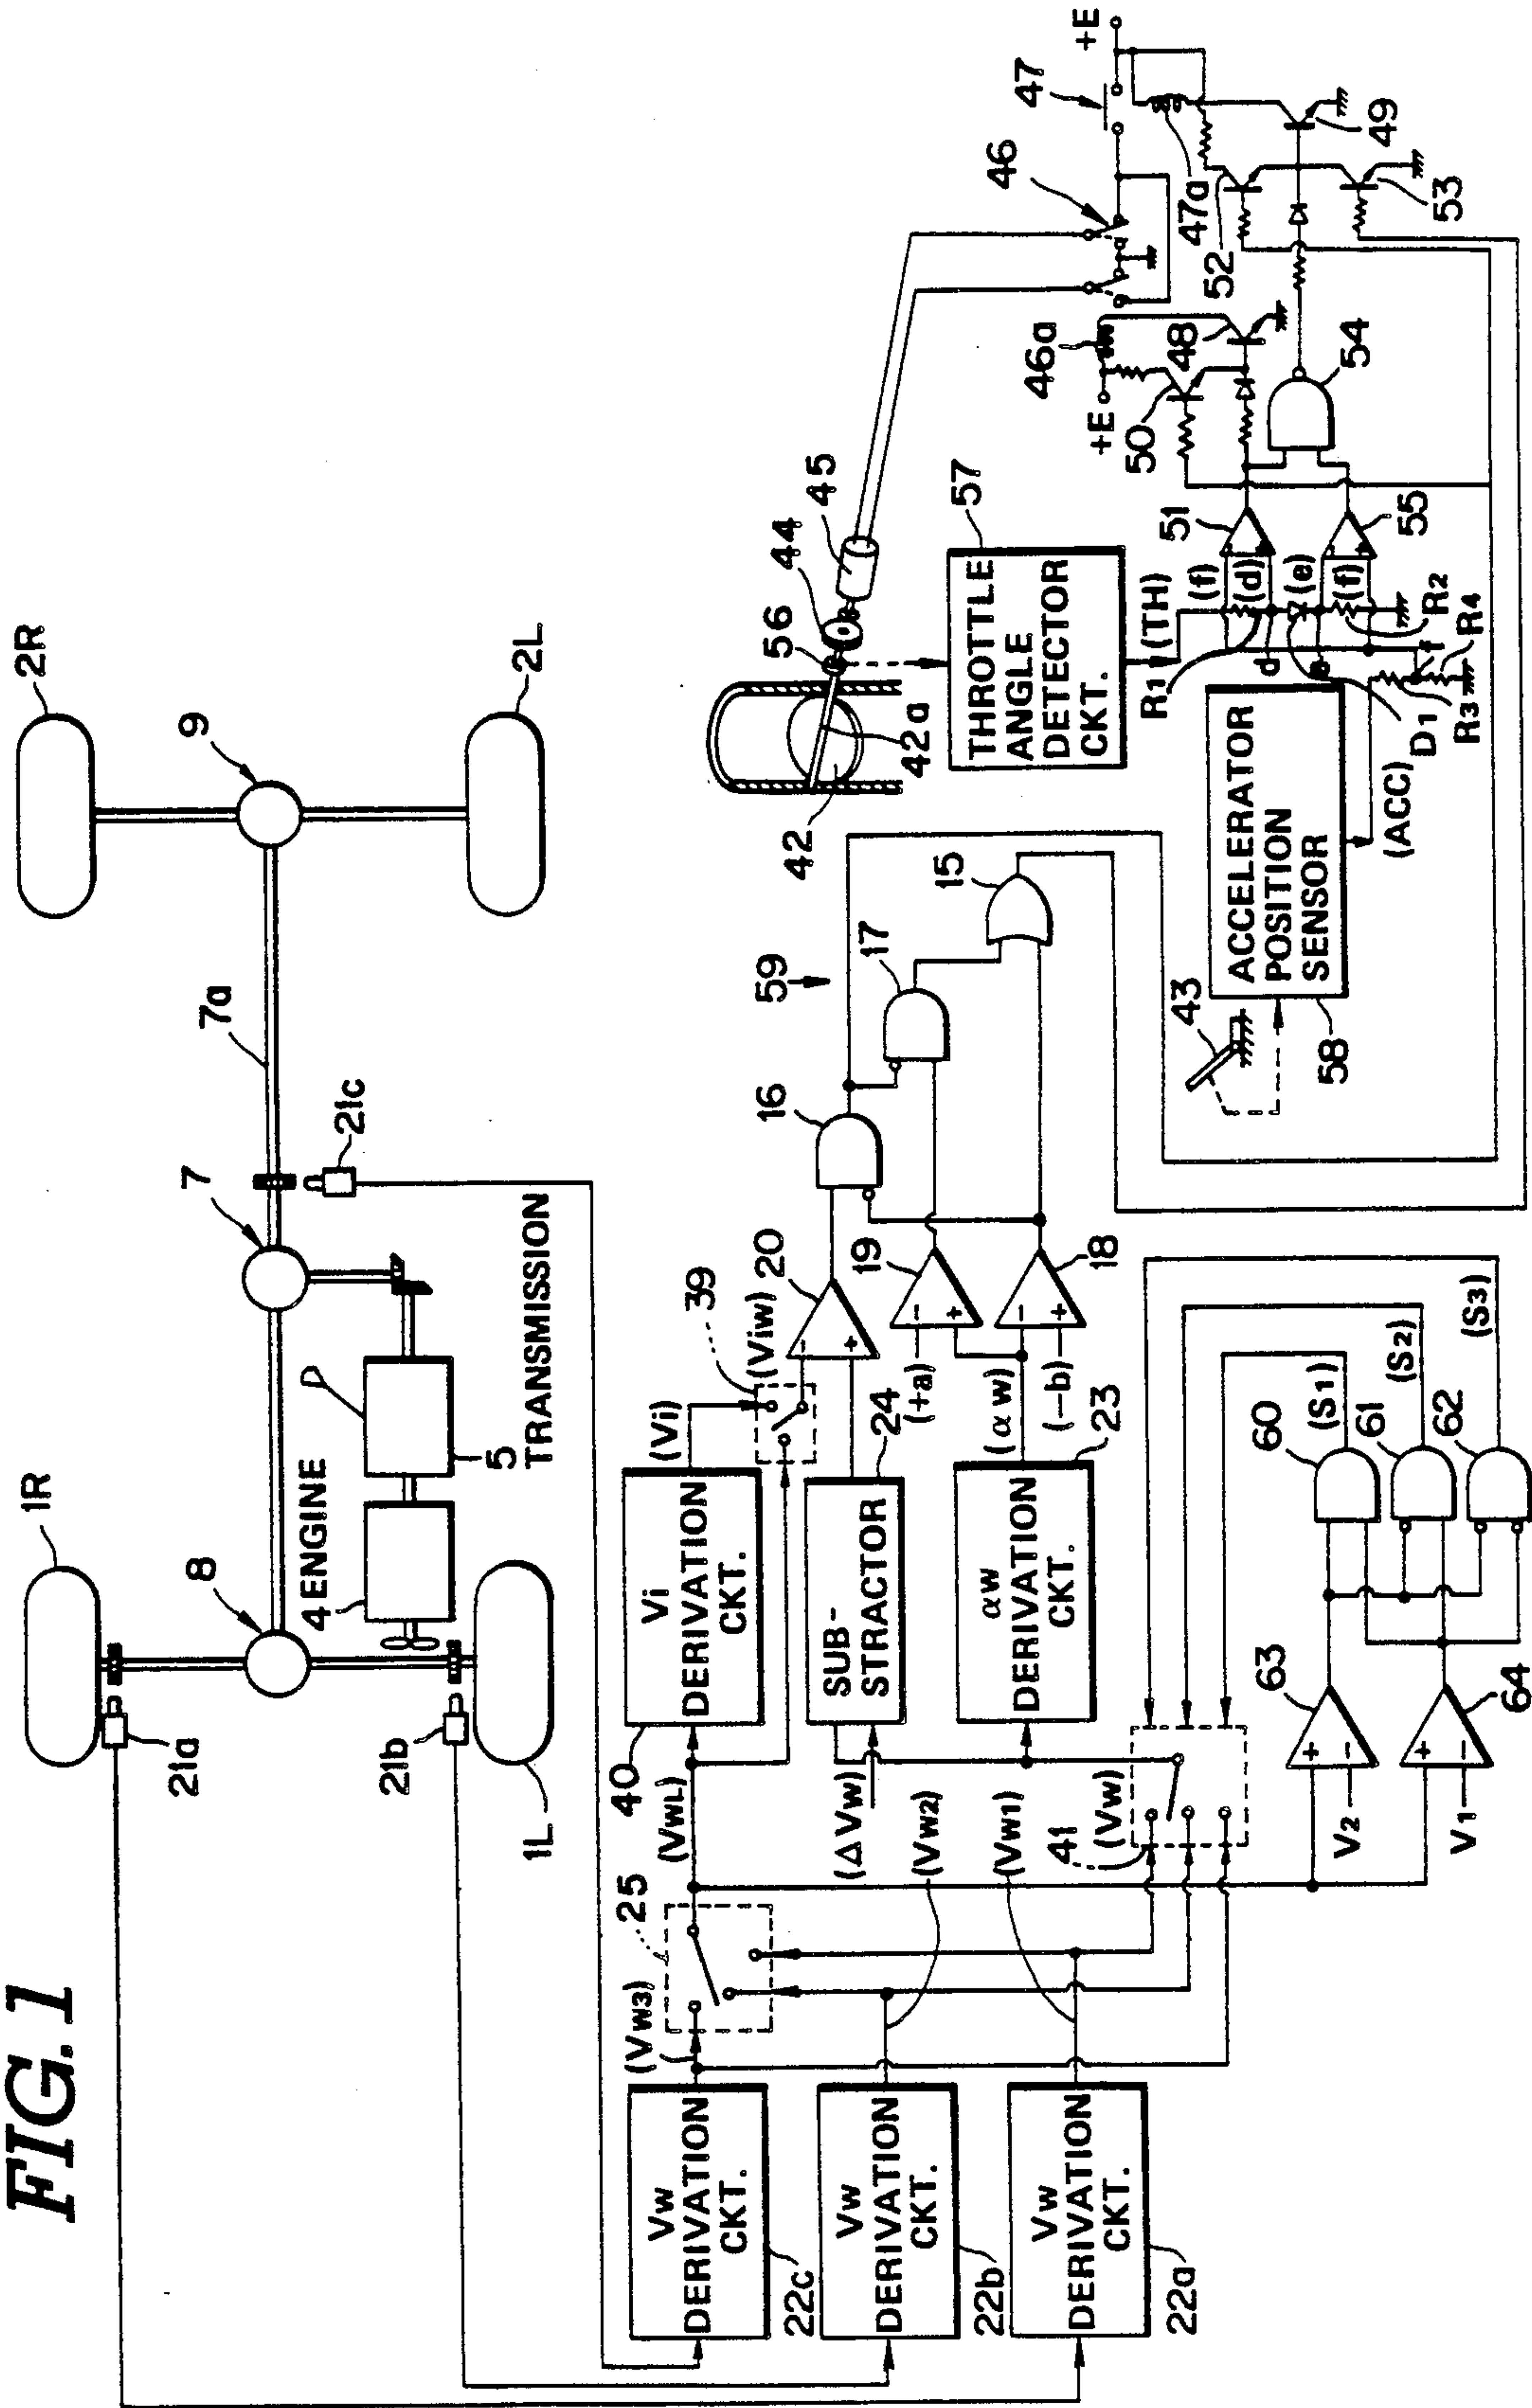 FIG. 1
1R
2R
21a
8
7
7a
9
21c
4 ENGINE
5
TRANSMISSION
21b
1L
2L
Vw
DERIVATION
CKT.
22c
(Vw3)
25
(VwL)
40
Vi
DERIVATION
CKT.
(Vi)
39
(Viw)
Vw
DERIVATION
CKT.
22b
(ΔVw)
(Vw2)
SUB-
STRACTOR
24
20
16
59
17
15
Vw
DERIVATION
CKT.
22a
(Vw1)
41
(Vw)
αw
DERIVATION
CKT.
23
(αw)
(+a)
(-b)
19
18
-
+
-
+
-
+
V2
V1
+
-
+
-
63
64
60
61
62
(S1)
(S2)
(S3)
42
42a
56
44
45
46
47
+E
THROTTLE
ANGLE
DETECTOR
CKT.
57
(TH)
46a
+E
50
48
47a
52
49
53
54
51
55
(f)
(d)
(e)
(f)
R1
d
D1
R2
R3
f
R4
43
58
ACCELERATOR
POSITION
SENSOR
(ACC)